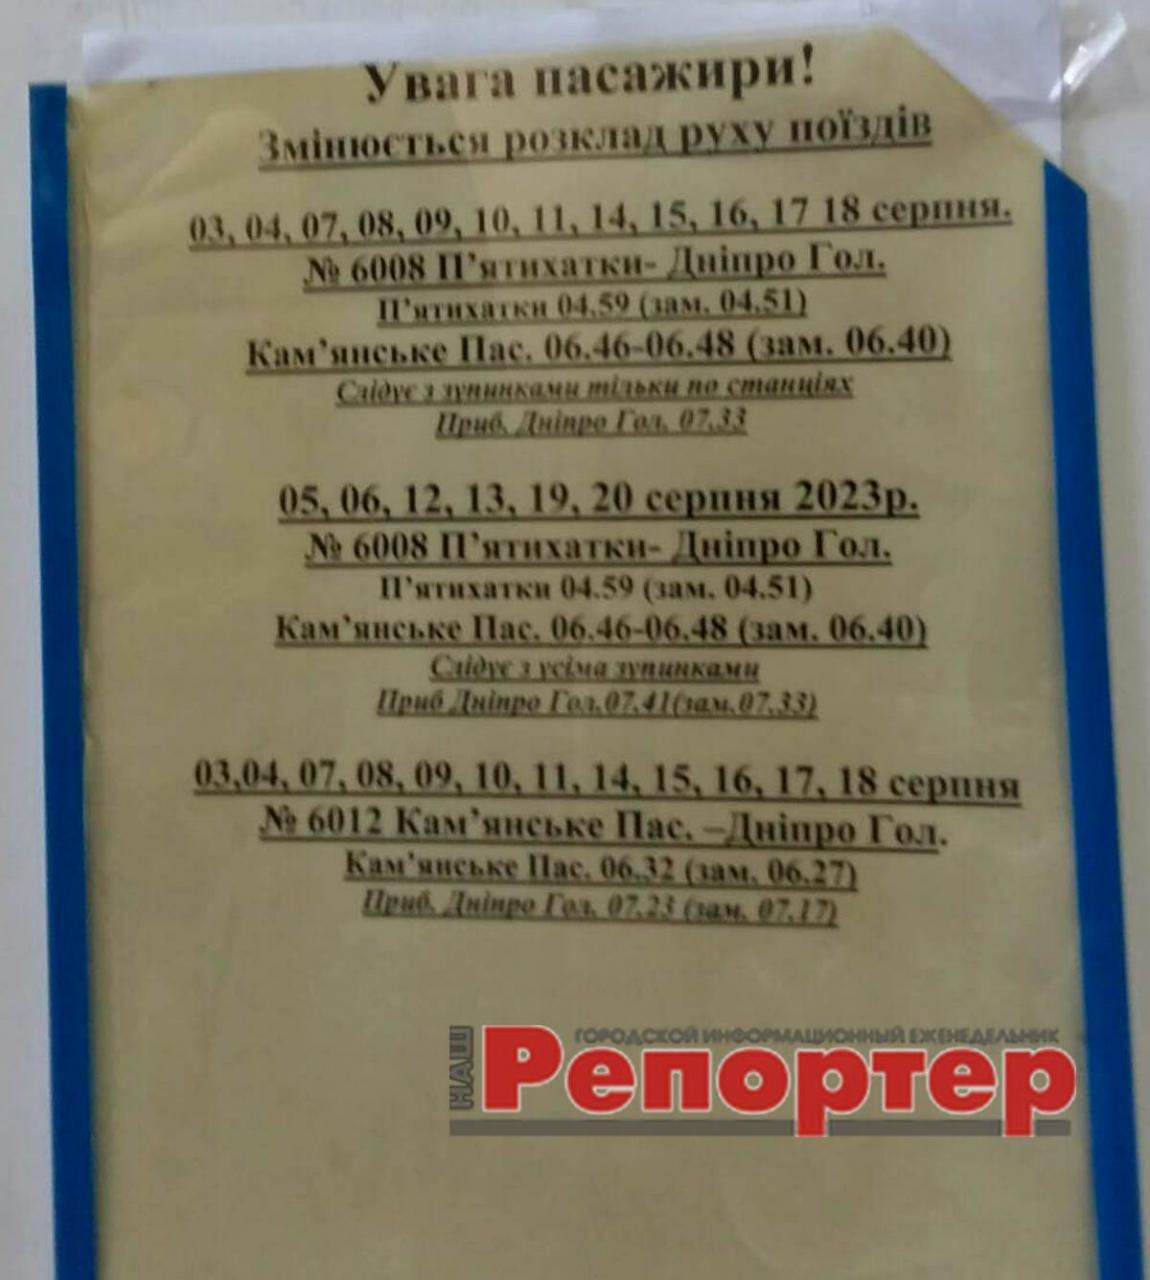 Увага пасажири!
Змінюється розклад руху поїздів
03, 04, 07, 08, 09, 10, 11, 14, 15, 16, 17 18 серпня.
№ 6008 П'ятихатки- Дніпро Гол.
П'ятихатки 04.59 (зам. 04.51)
Кам'янське Пас. 06.46-06.48 (зам. 06.40)
Слідує з зупинками тільки по станціях
Приб. Дніпро Гол. 07.33
05, 06, 12, 13, 19, 20 серпня 2023р.
№ 6008 П'ятихатки- Дніпро Гол.
П'ятихатки 04.59 (зам. 04.51)
Кам'янське Пас. 06.46-06.48 (зам. 06.40)
Слідує з усіма зупинками
Приб Дніпро Гол.07.41(зам.07.33)
03,04, 07, 08, 09, 10, 11, 14, 15, 16, 17, 18 серпня
№ 6012 Кам'янське Пас. –Дніпро Гол.
Кам'янське Пас. 06.32 (зам. 06.27)
Приб. Дніпро Гол. 07.23 (зам. 07.17)
ГОРОДСКОЙ ИНФОРМАЦИОННЫЙ ЕЖЕНЕДЕЛЬНИК
НАШ
Репортер